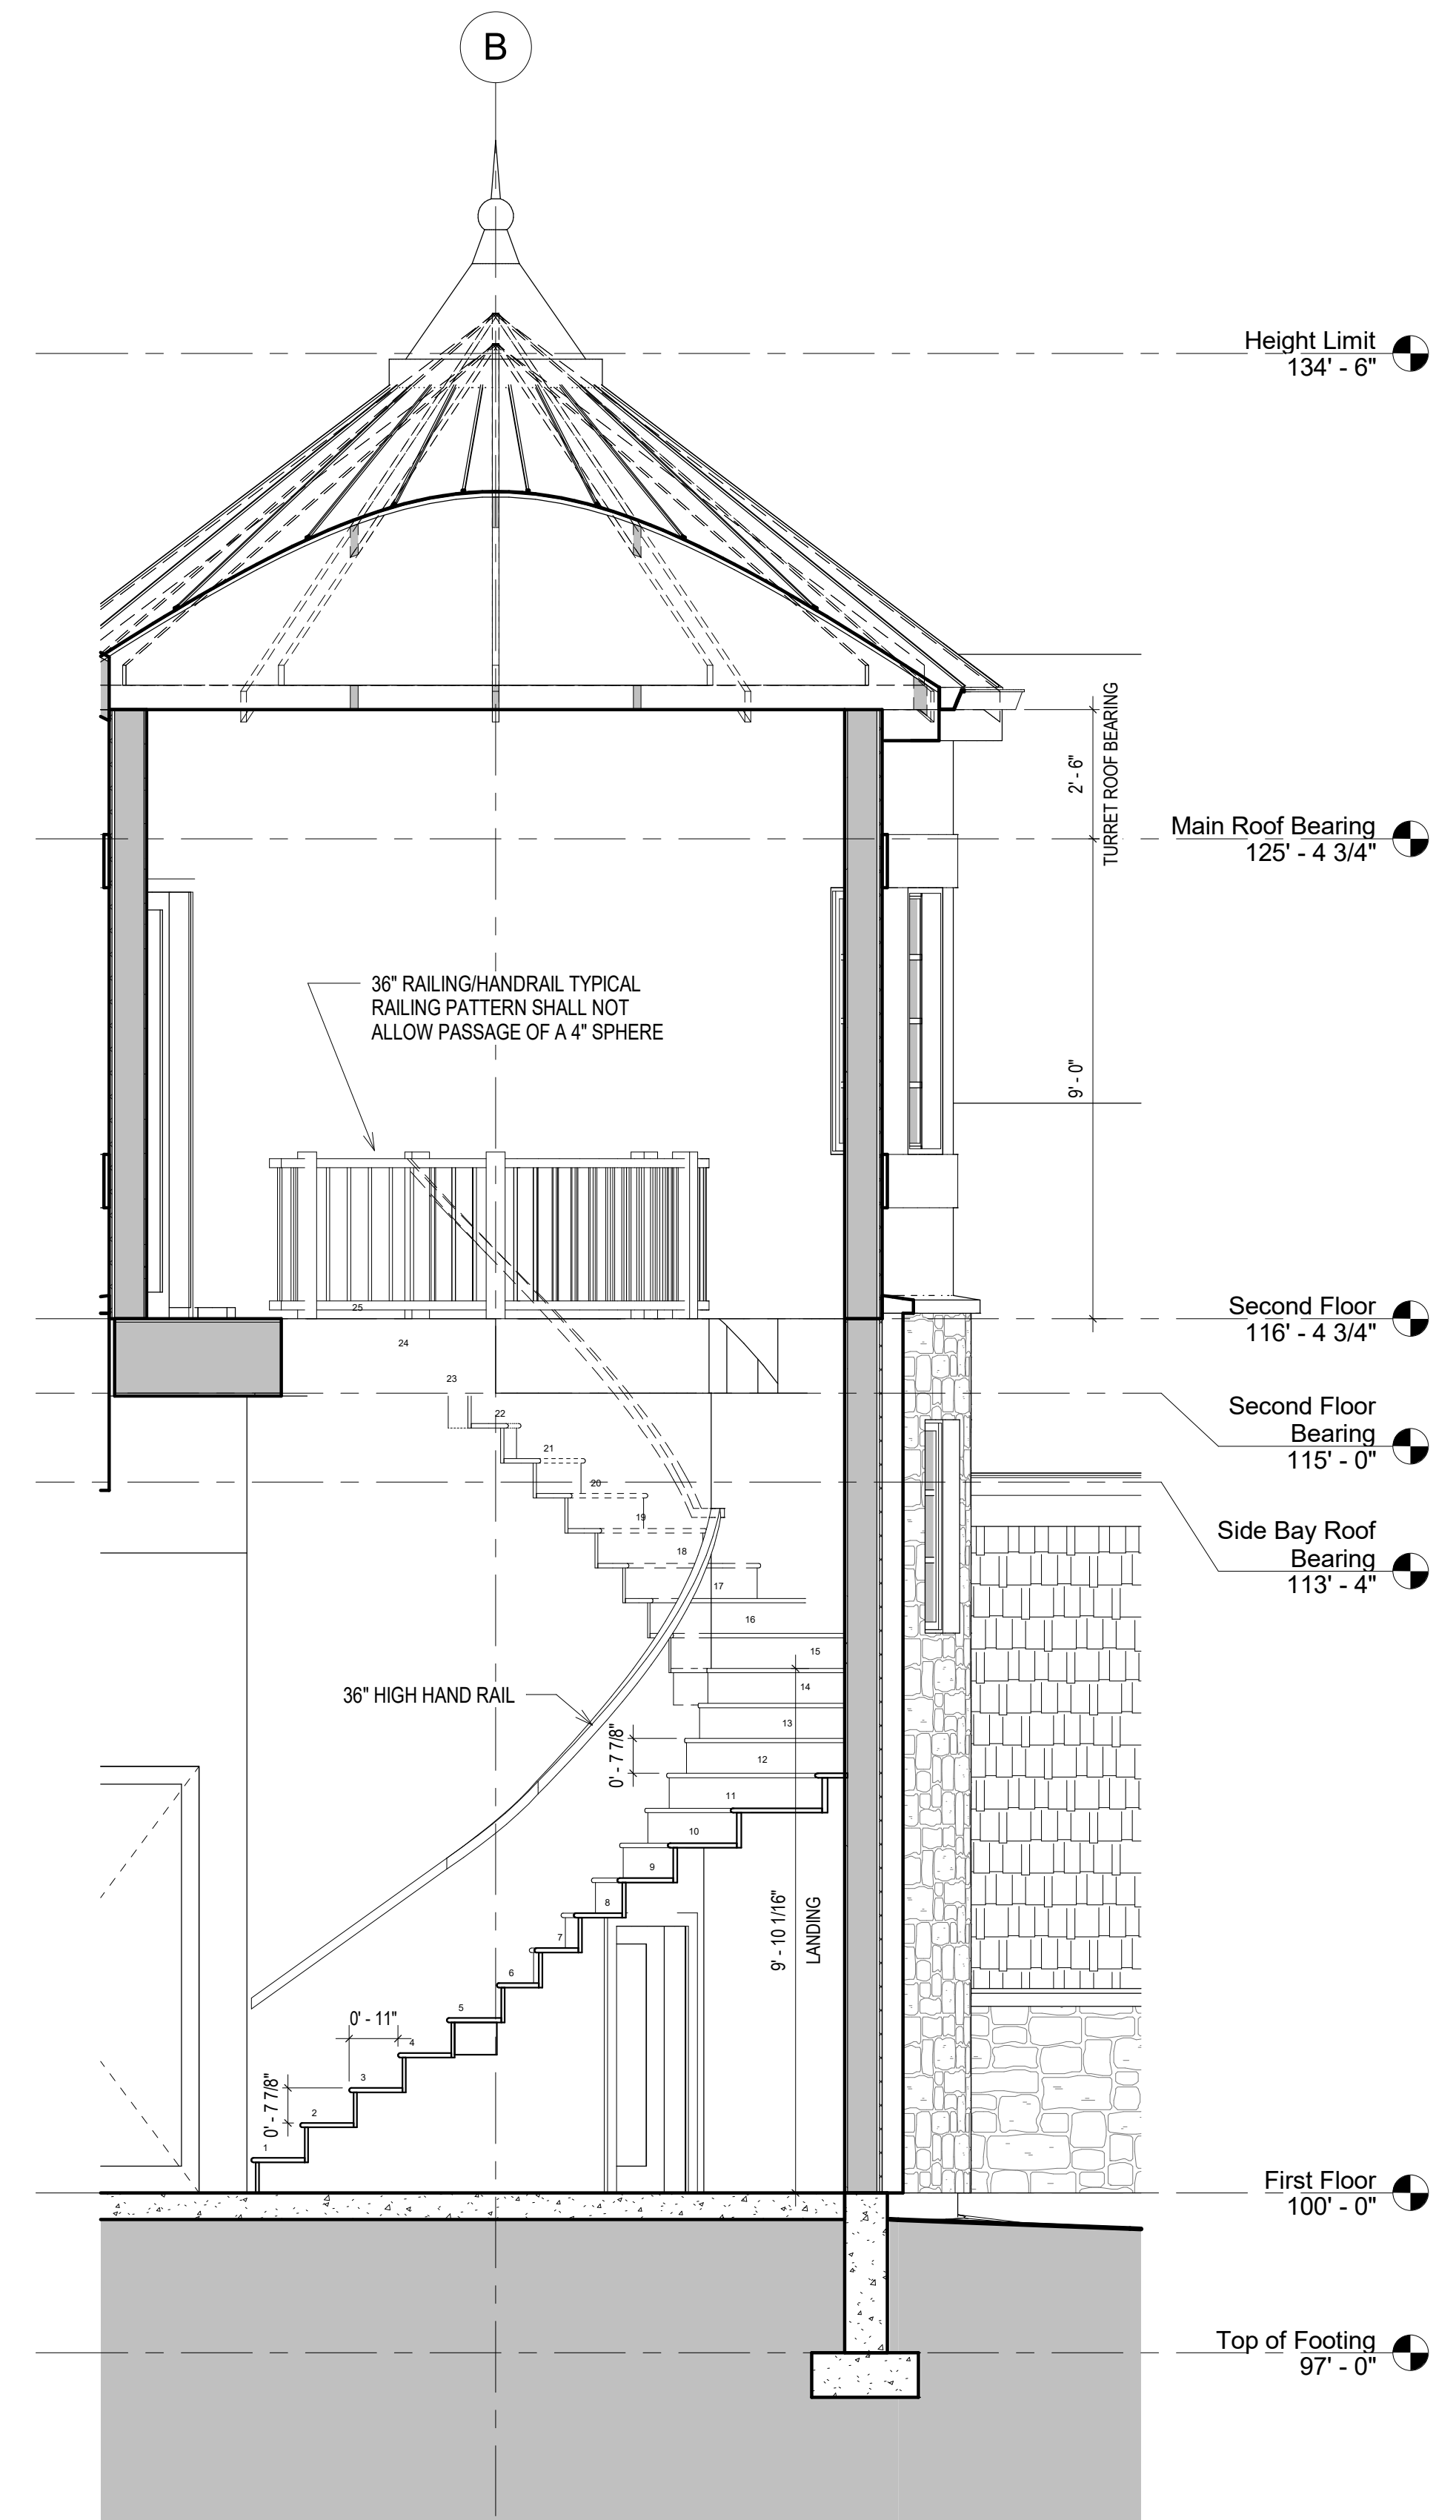 B
Height Limit
134' - 6"
TURRET ROOF BEARING
2' - 6"
Main Roof Bearing
125' - 4 3/4"
36" RAILING/HANDRAIL TYPICAL
RAILING PATTERN SHALL NOT
ALLOW PASSAGE OF A 4" SPHERE
9' - 0"
25
Second Floor
116' - 4 3/4"
24
23
22
Second Floor
Bearing
115' - 0"
21
20
19
18
Side Bay Roof
Bearing
113' - 4"
17
16
15
14
36" HIGH HAND RAIL
13
0' - 7 7/8"
12
11
10
9
8
9' - 10 1/16"
LANDING
7
6
5
0' - 11"
4
3
0' - 7 7/8"
2
1
First Floor
100' - 0"
Top of Footing
97' - 0"